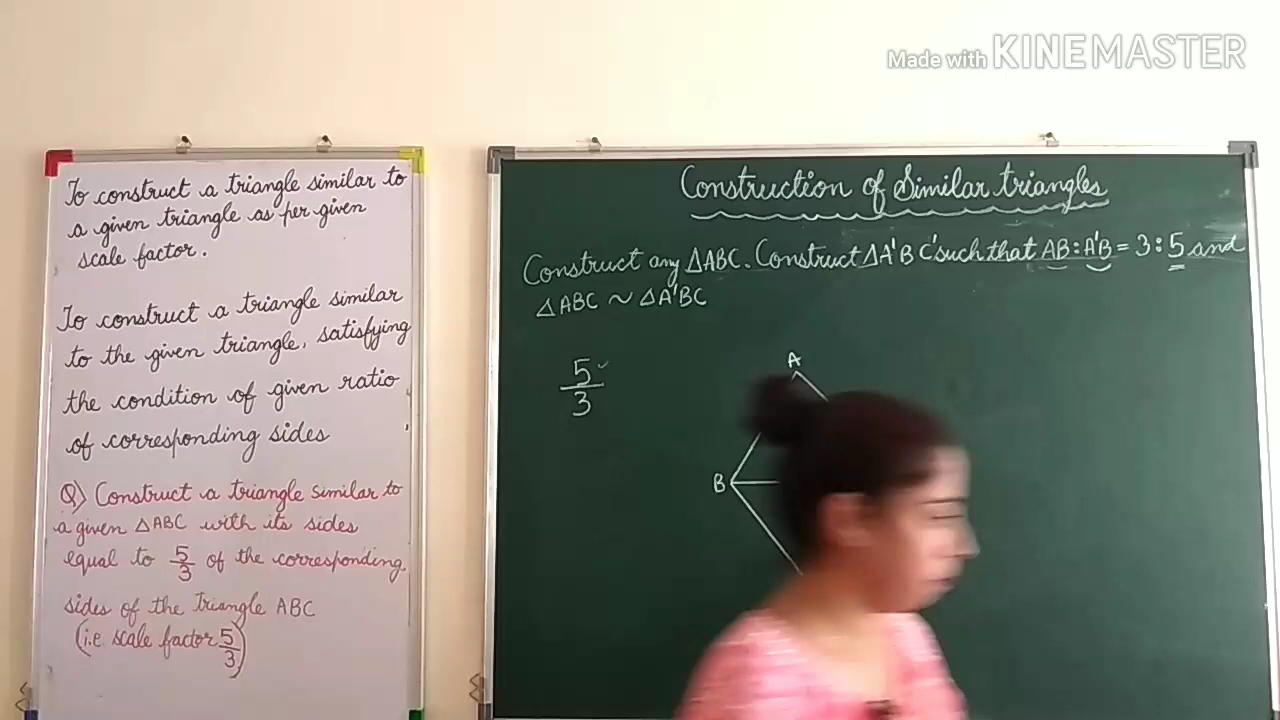 Made with KINEMASTER
To construct a triangle similar to
a given triangle as per given
scale factor.
To construct a triangle similar
to the given triangle, satisfying
the condition of given ratio
of corresponding sides
Q) Construct a triangle similar to
a given △ABC with its sides
equal to 5/3 of the corresponding
sides of the triangle ABC
(i.e. scale factor 5/3)
Construction of Similar triangles
Construct any △ABC. Construct △A'BC' such that AB : A'B = 3 : 5 and
△ABC ~ △A'BC
5/3
A
B